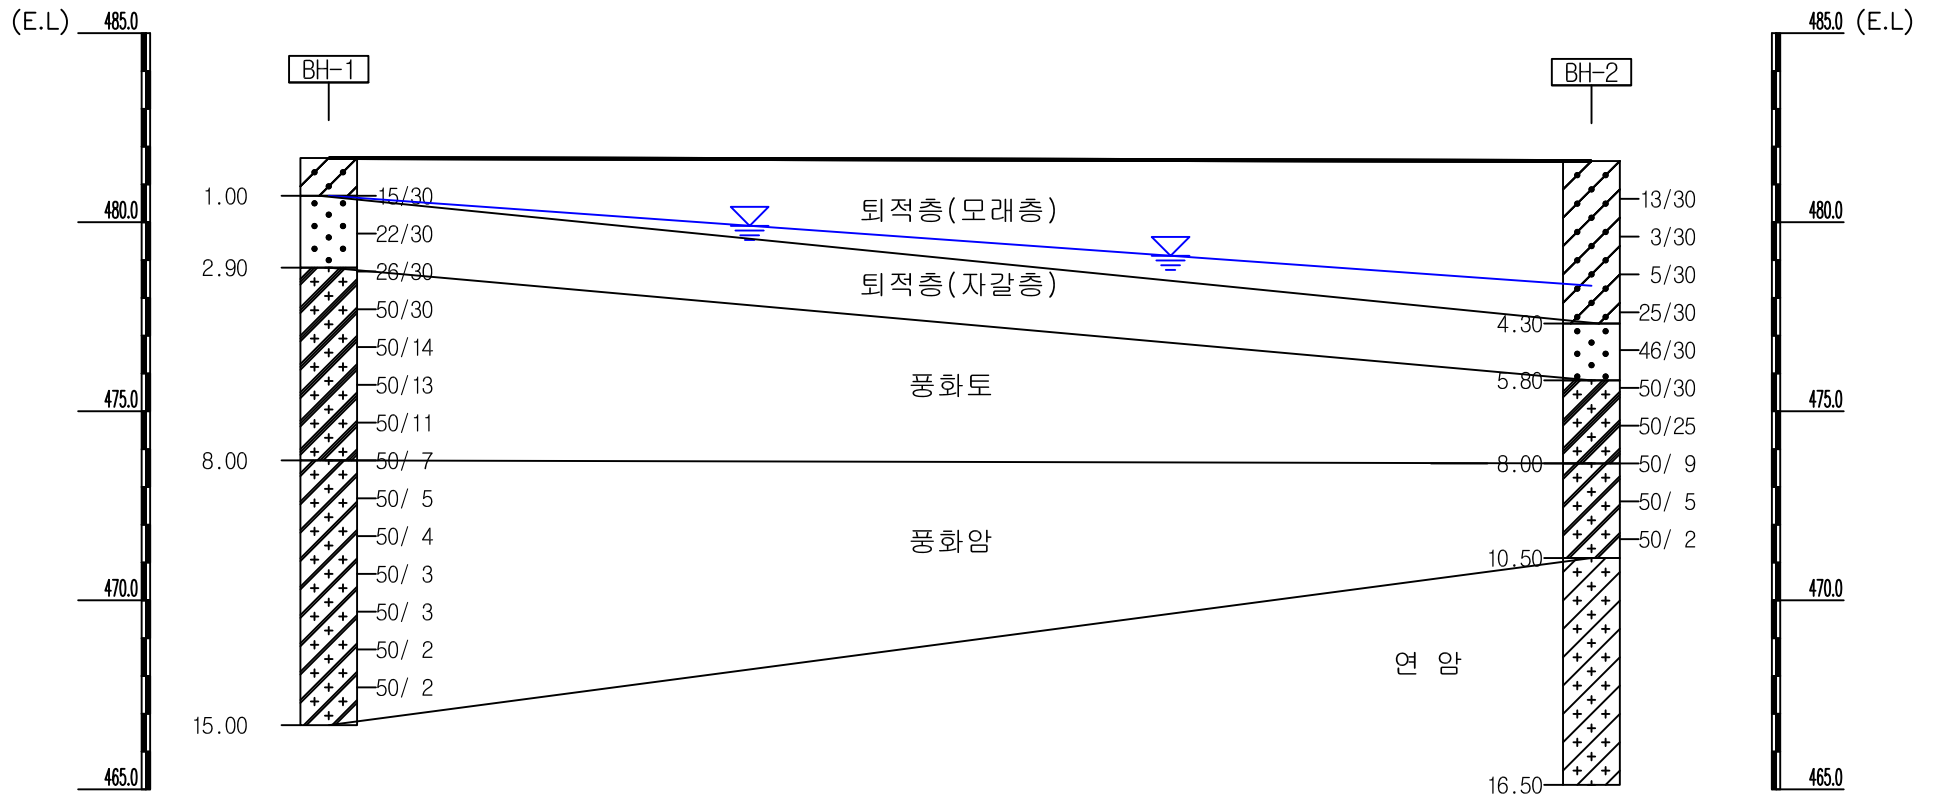 (E.L) 485.0 485.0 (E.L)
BH-1 BH-2
1.00 15/30 퇴적층(모래층) 13/30
480.0 480.0
22/30 3/30
2.90 26/30 퇴적층(자갈층) 5/30
50/30 4.30 25/30
50/14 46/30
50/13 풍화토 5.80 50/30
475.0 475.0
50/11 50/25
8.00 50/ 7 8.00 50/ 9
50/ 5 50/ 5
50/ 4 풍화암 50/ 2
50/ 3 10.50
470.0 470.0
50/ 3
50/ 2 연 암
50/ 2
15.00
465.0 16.50 465.0